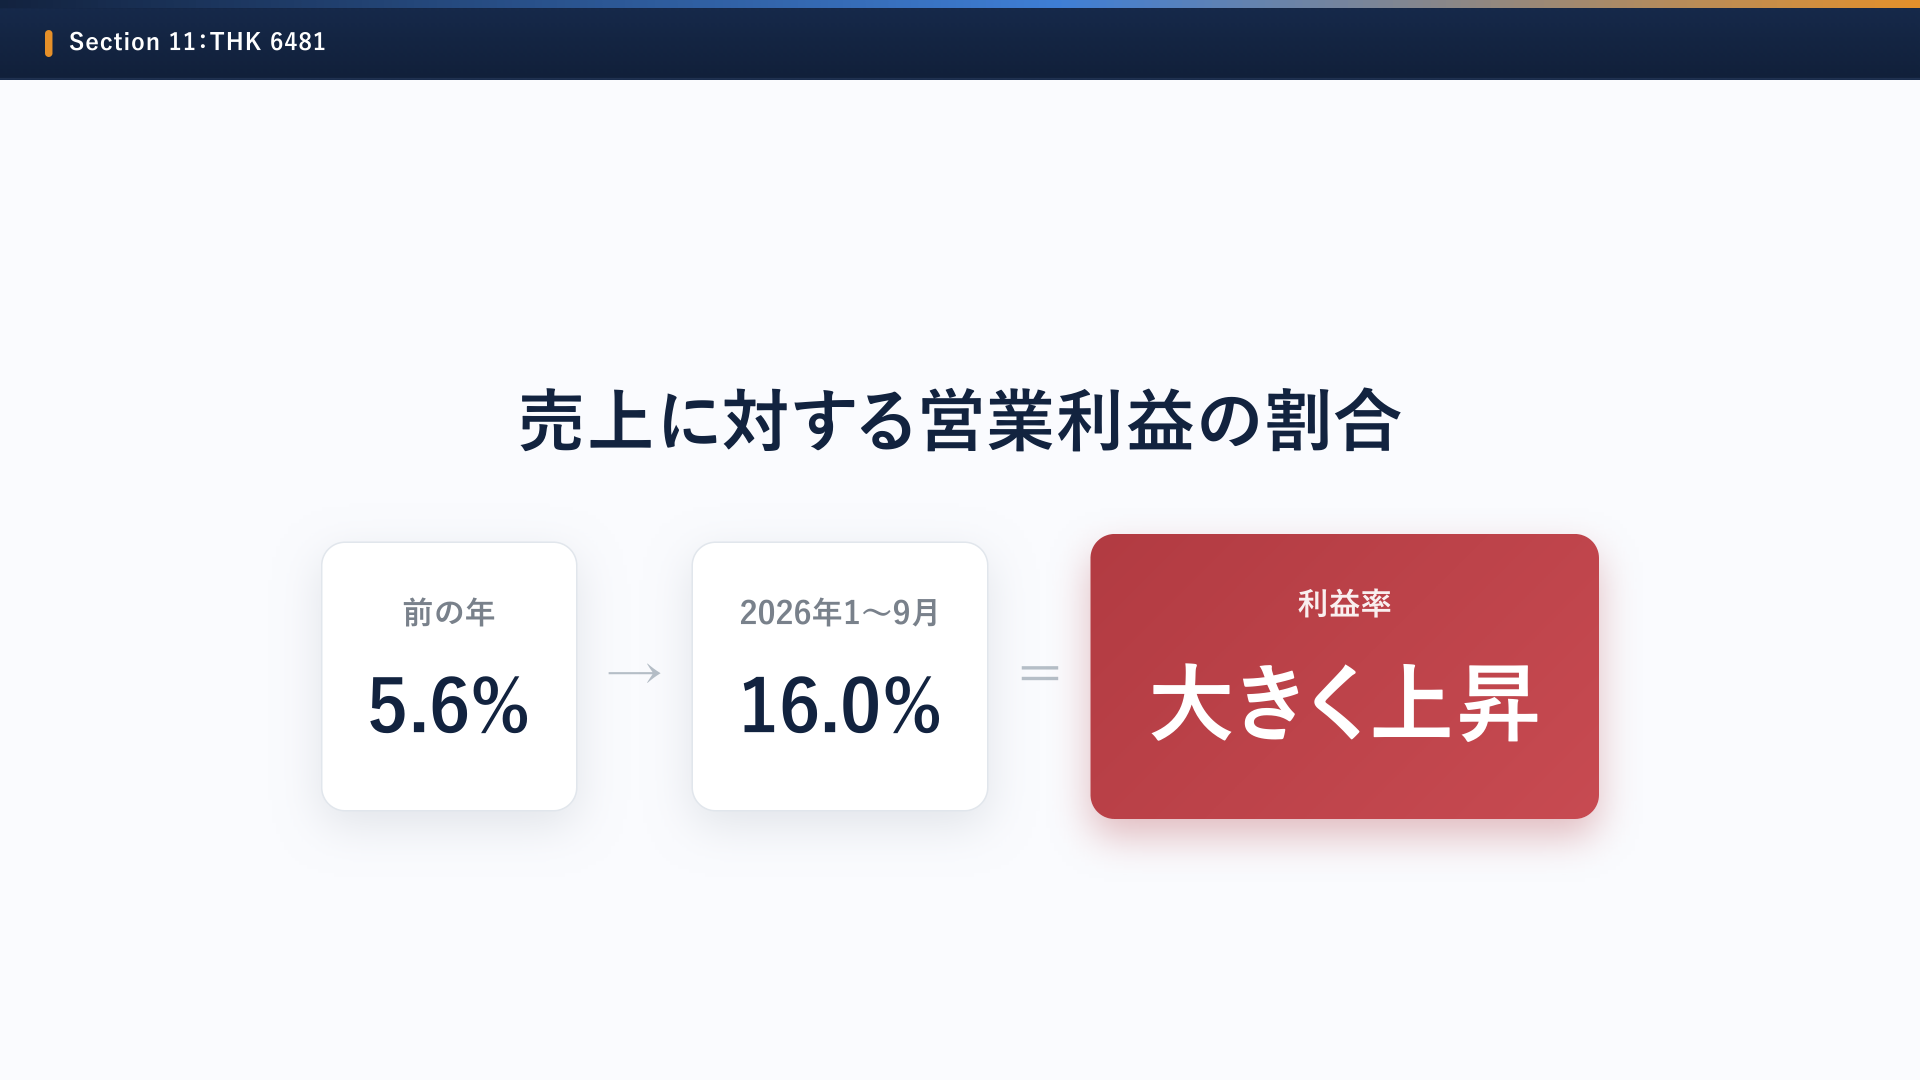 Section 11：THK 6481
売上に対する営業利益の割合
前の年
5.6%
→
2026年1〜9月
16.0%
＝
利益率
大きく上昇